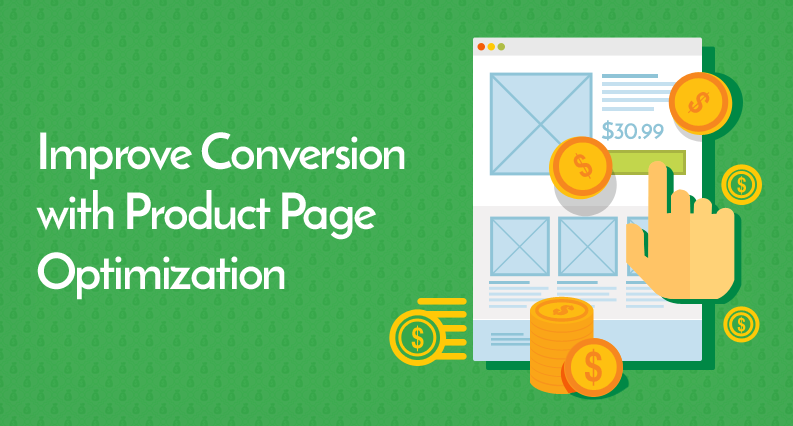 Improve Conversion
with Product Page
Optimization
$30.99
$
$
$
$
$
$
$